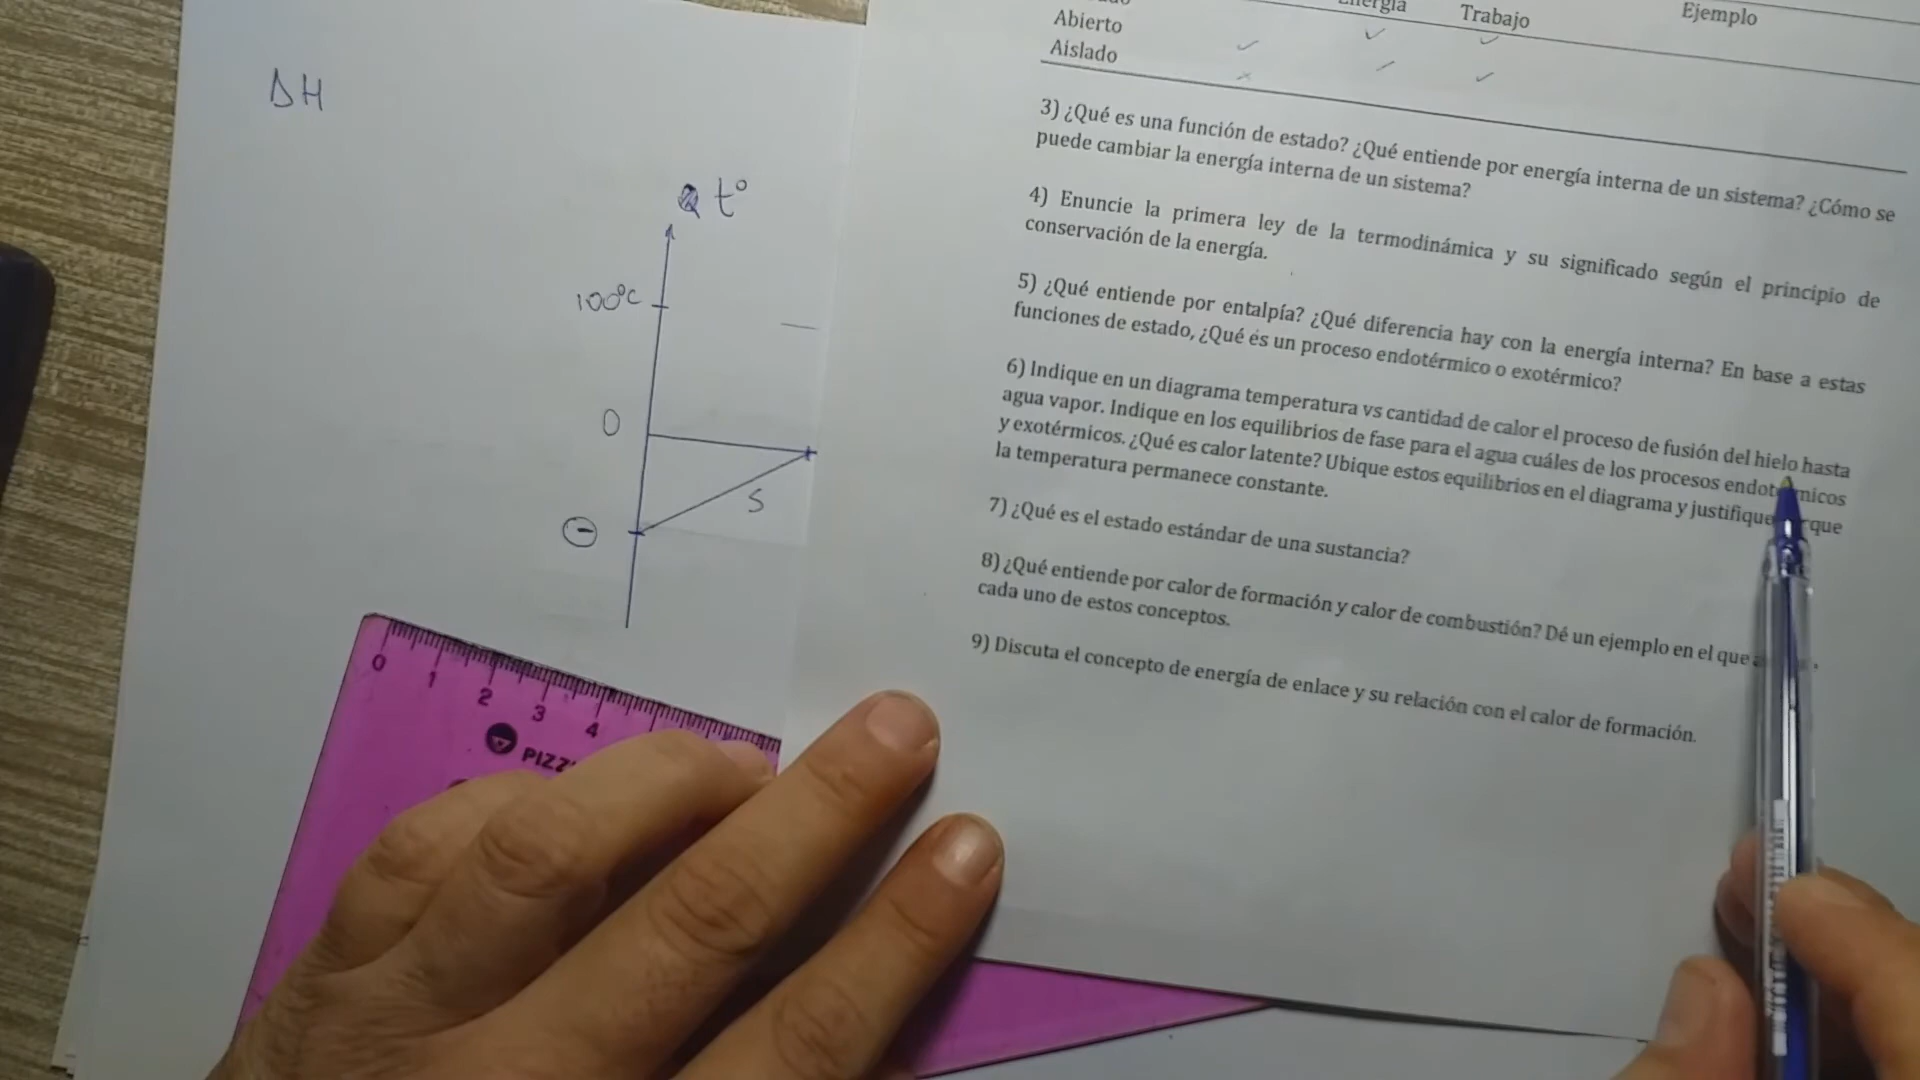 Energía Trabajo Ejemplo
Abierto
Aislado
3) ¿Qué es una función de estado? ¿Qué entiende por energía interna de un sistema? ¿Cómo se
puede cambiar la energía interna de un sistema?
4) Enuncie la primera ley de la termodinámica y su significado según el principio de
conservación de la energía.
5) ¿Qué entiende por entalpía? ¿Qué diferencia hay con la energía interna? En base a estas
funciones de estado, ¿Qué es un proceso endotérmico o exotérmico?
6) Indique en un diagrama temperatura vs cantidad de calor el proceso de fusión del hielo hasta
agua vapor. Indique en los equilibrios de fase para el agua cuáles de los procesos endotérmicos
y exotérmicos. ¿Qué es calor latente? Ubique estos equilibrios en el diagrama y justifique que
la temperatura permanece constante.
7) ¿Qué es el estado estándar de una sustancia?
8) ¿Qué entiende por calor de formación y calor de combustión? Dé un ejemplo en el que
cada uno de estos conceptos.
9) Discuta el concepto de energía de enlace y su relación con el calor de formación.
ΔH
t°
100°C
0
S
-
0 1 2 3 4
PIZZ